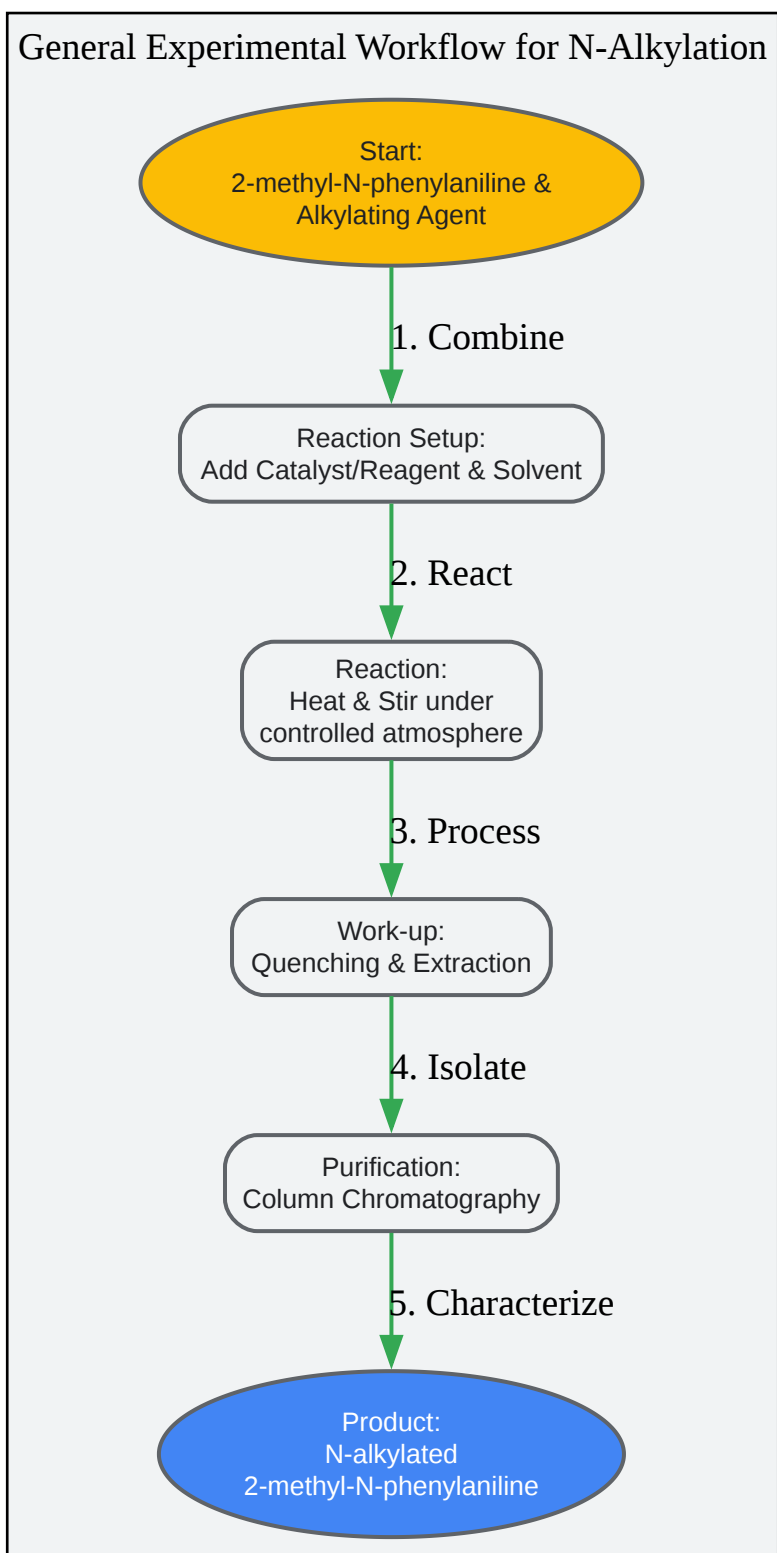 General Experimental Workflow for N-Alkylation
Start:
2-methyl-N-phenylaniline &
Alkylating Agent
1. Combine
Reaction Setup:
Add Catalyst/Reagent & Solvent
2. React
Reaction:
Heat & Stir under
controlled atmosphere
3. Process
Work-up:
Quenching & Extraction
4. Isolate
Purification:
Column Chromatography
5. Characterize
Product:
N-alkylated
2-methyl-N-phenylaniline